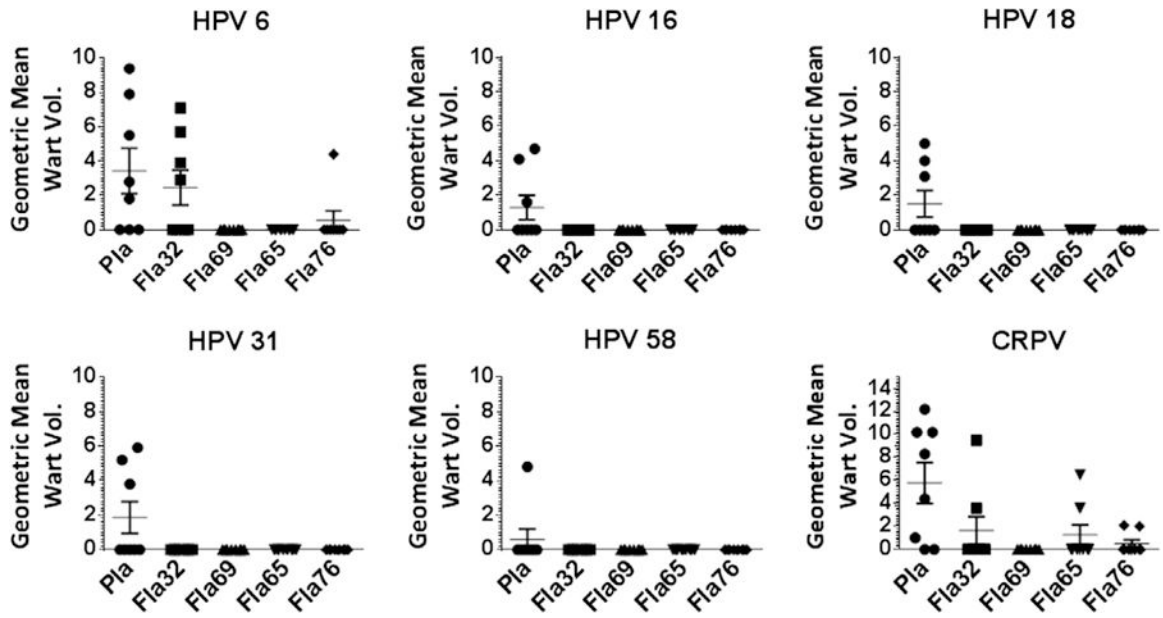 HPV 6
Geometric Mean
Wart Vol.
10
8
6
4
2
0
Pla
Fla32
Fla69
Fla65
Fla76
HPV 16
Geometric Mean
Wart Vol.
10
8
6
4
2
0
Pla
Fla32
Fla69
Fla65
Fla76
HPV 18
Geometric Mean
Wart Vol.
10
8
6
4
2
0
Pla
Fla32
Fla69
Fla65
Fla76
HPV 31
Geometric Mean
Wart Vol.
10
8
6
4
2
0
Pla
Fla32
Fla69
Fla65
Fla76
HPV 58
Geometric Mean
Wart Vol.
10
8
6
4
2
0
Pla
Fla32
Fla69
Fla65
Fla76
CRPV
Geometric Mean
Wart Vol.
14
12
10
8
6
4
2
0
Pla
Fla32
Fla69
Fla65
Fla76